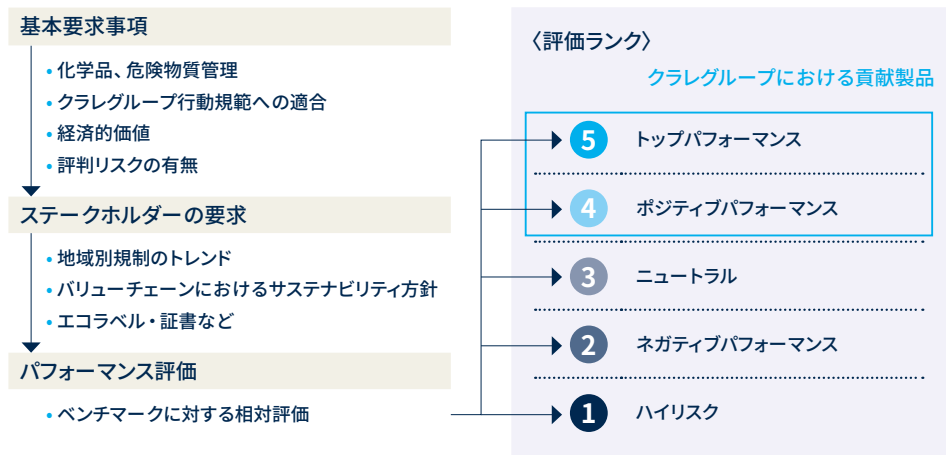 基本要求事項
• 化学品、危険物質管理
• クラレグループ行動規範への適合
• 経済的価値
• 評判リスクの有無
ステークホルダーの要求
• 地域別規制のトレンド
• バリューチェーンにおけるサステナビリティ方針
• エコラベル・証書など
パフォーマンス評価
• ベンチマークに対する相対評価
〈評価ランク〉
クラレグループにおける貢献製品
5 トップパフォーマンス
4 ポジティブパフォーマンス
3 ニュートラル
2 ネガティブパフォーマンス
1 ハイリスク